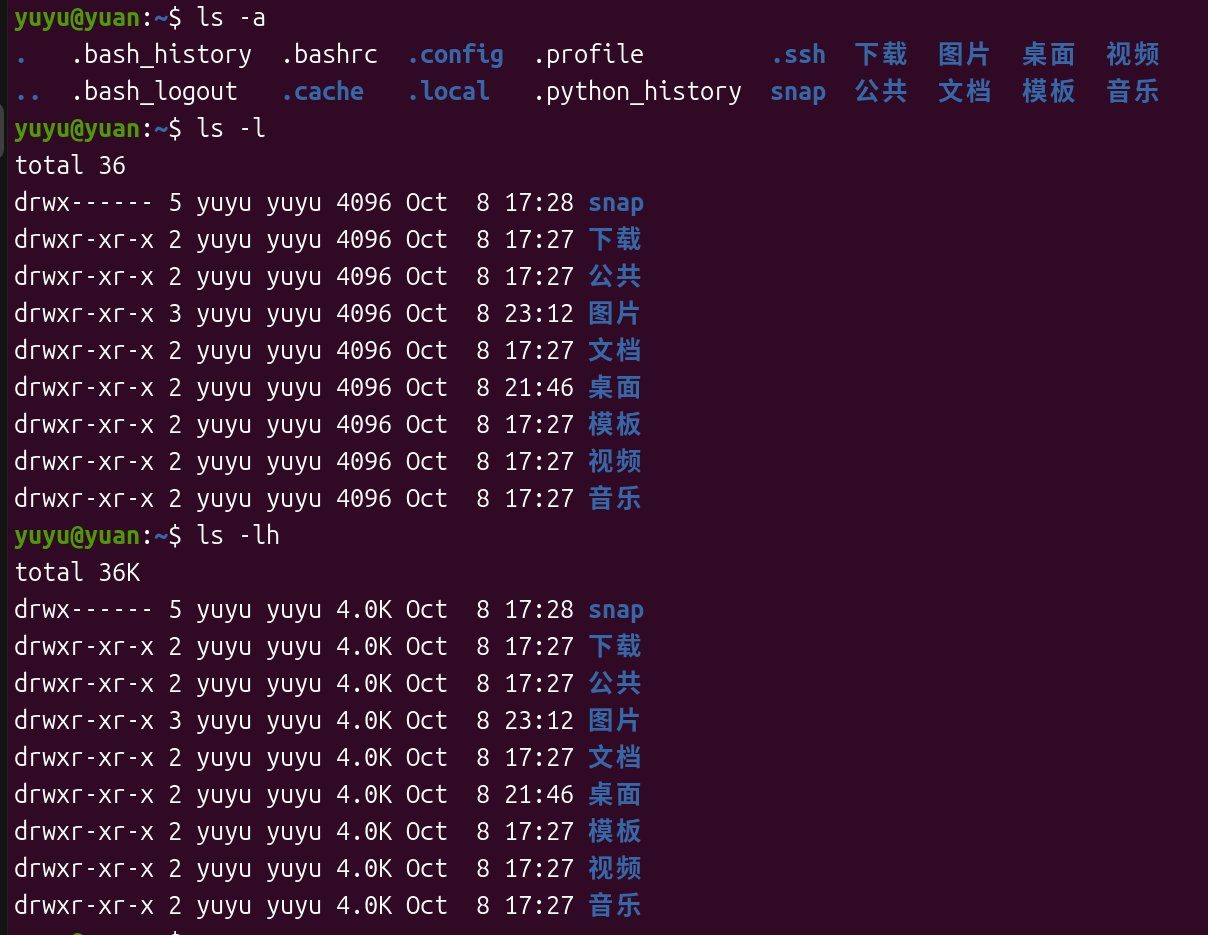 yuyu@yuan:~$ ls -a
.   .bash_history  .bashrc  .config  .profile         .ssh  下载  图片  桌面  视频
..  .bash_logout   .cache   .local   .python_history  snap  公共  文档  模板  音乐
yuyu@yuan:~$ ls -l
total 36
drwx------ 5 yuyu yuyu 4096 Oct  8 17:28 snap
drwxr-xr-x 2 yuyu yuyu 4096 Oct  8 17:27 下载
drwxr-xr-x 2 yuyu yuyu 4096 Oct  8 17:27 公共
drwxr-xr-x 3 yuyu yuyu 4096 Oct  8 23:12 图片
drwxr-xr-x 2 yuyu yuyu 4096 Oct  8 17:27 文档
drwxr-xr-x 2 yuyu yuyu 4096 Oct  8 21:46 桌面
drwxr-xr-x 2 yuyu yuyu 4096 Oct  8 17:27 模板
drwxr-xr-x 2 yuyu yuyu 4096 Oct  8 17:27 视频
drwxr-xr-x 2 yuyu yuyu 4096 Oct  8 17:27 音乐
yuyu@yuan:~$ ls -lh
total 36K
drwx------ 5 yuyu yuyu 4.0K Oct  8 17:28 snap
drwxr-xr-x 2 yuyu yuyu 4.0K Oct  8 17:27 下载
drwxr-xr-x 2 yuyu yuyu 4.0K Oct  8 17:27 公共
drwxr-xr-x 3 yuyu yuyu 4.0K Oct  8 23:12 图片
drwxr-xr-x 2 yuyu yuyu 4.0K Oct  8 17:27 文档
drwxr-xr-x 2 yuyu yuyu 4.0K Oct  8 21:46 桌面
drwxr-xr-x 2 yuyu yuyu 4.0K Oct  8 17:27 模板
drwxr-xr-x 2 yuyu yuyu 4.0K Oct  8 17:27 视频
drwxr-xr-x 2 yuyu yuyu 4.0K Oct  8 17:27 音乐